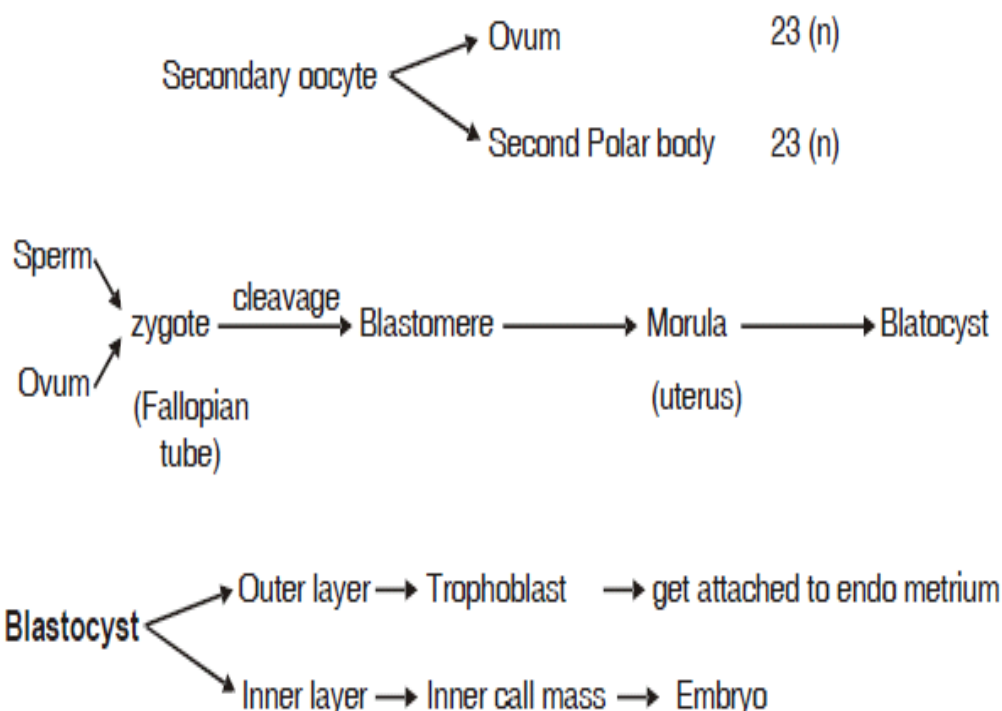 Ovum 23 (n)
Secondary oocyte
Second Polar body 23 (n)
Sperm
cleavage
zygote Blastomere Morula Blatocyst
Ovum
(Fallopian
tube)
(uterus)
Outer layer Trophoblast get attached to endo metrium
Blastocyst
Inner layer Inner call mass Embryo